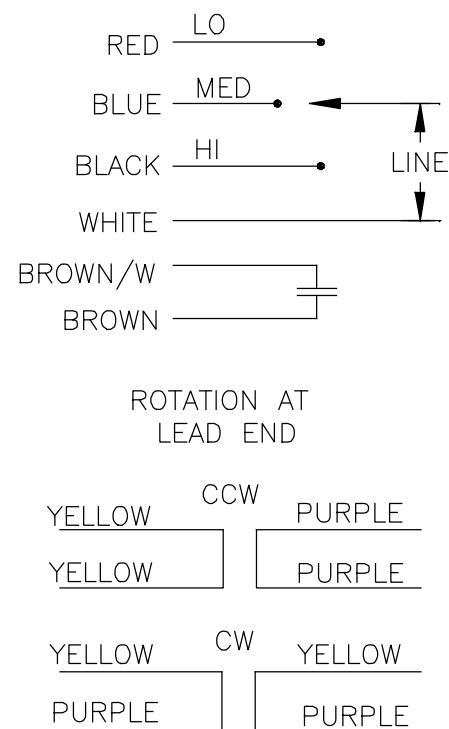 LO
RED
MED
BLUE
HI
BLACK
LINE
WHITE
BROWN/W
BROWN
ROTATION AT
LEAD END
CCW
YELLOW PURPLE
YELLOW PURPLE
CW
YELLOW YELLOW
PURPLE PURPLE